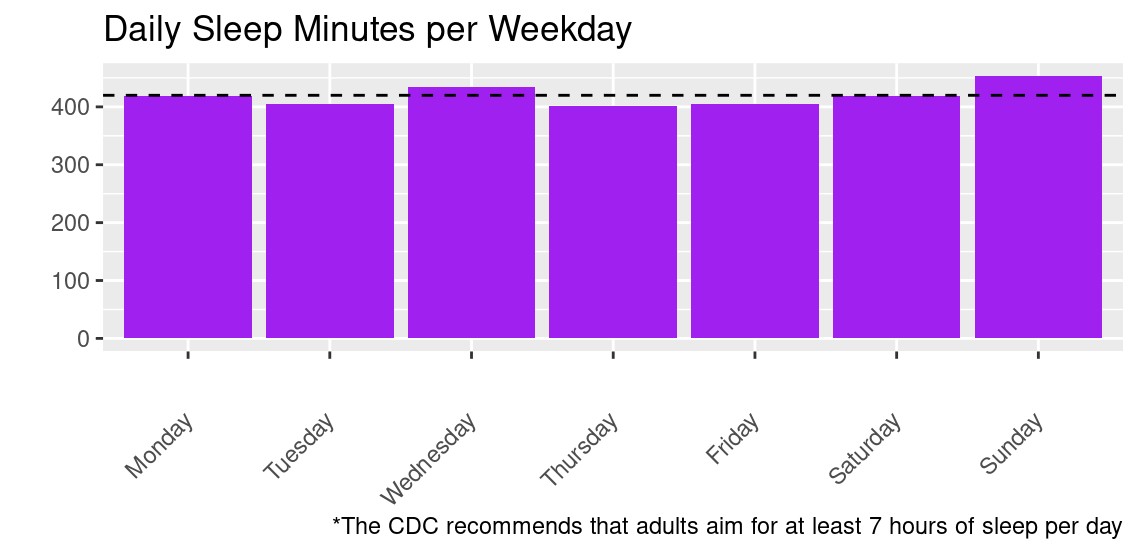 Daily Sleep Minutes per Weekday
400
300
200
100
0
Monday
Tuesday
Wednesday
Thursday
Friday
Saturday
Sunday
*The CDC recommends that adults aim for at least 7 hours of sleep per day